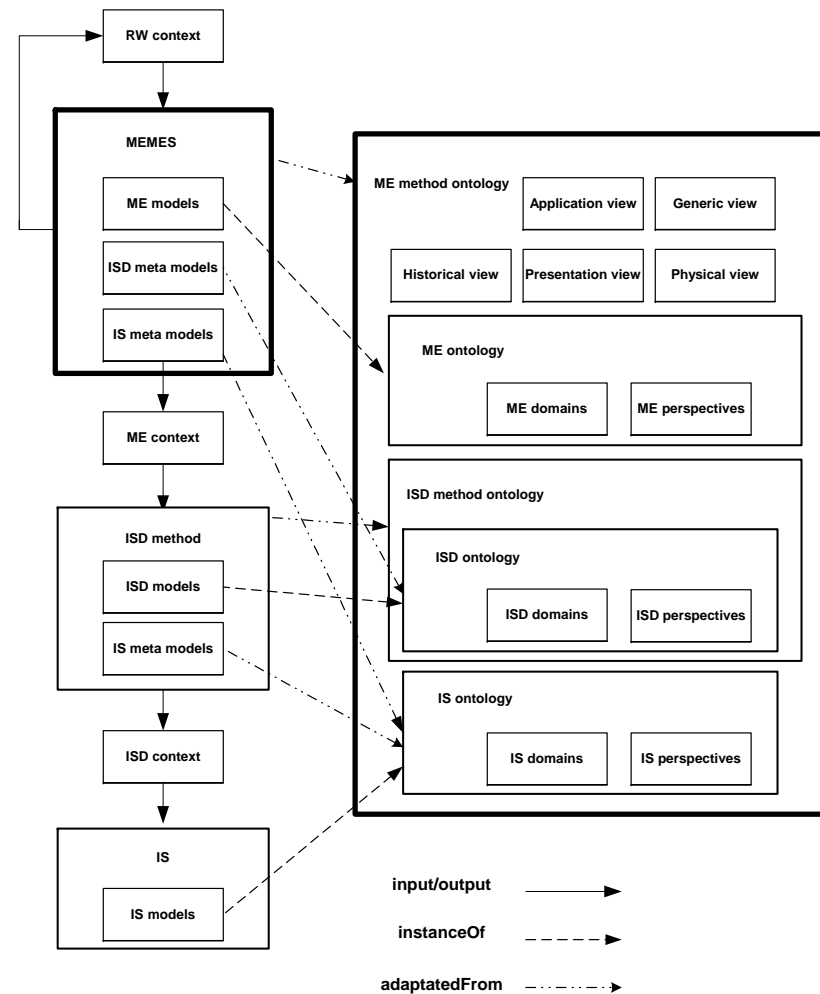 RW context
MEMES
ME models
ISD meta models
IS meta models
ME context
ISD method
ISD models
IS meta models
ISD context
IS
IS models
ME method ontology
Application view
Generic view
Historical view
Presentation view
Physical view
ME ontology
ME domains
ME perspectives
ISD method ontology
ISD ontology
ISD domains
ISD perspectives
IS ontology
IS domains
IS perspectives
input/output
instanceOf
adaptatedFrom